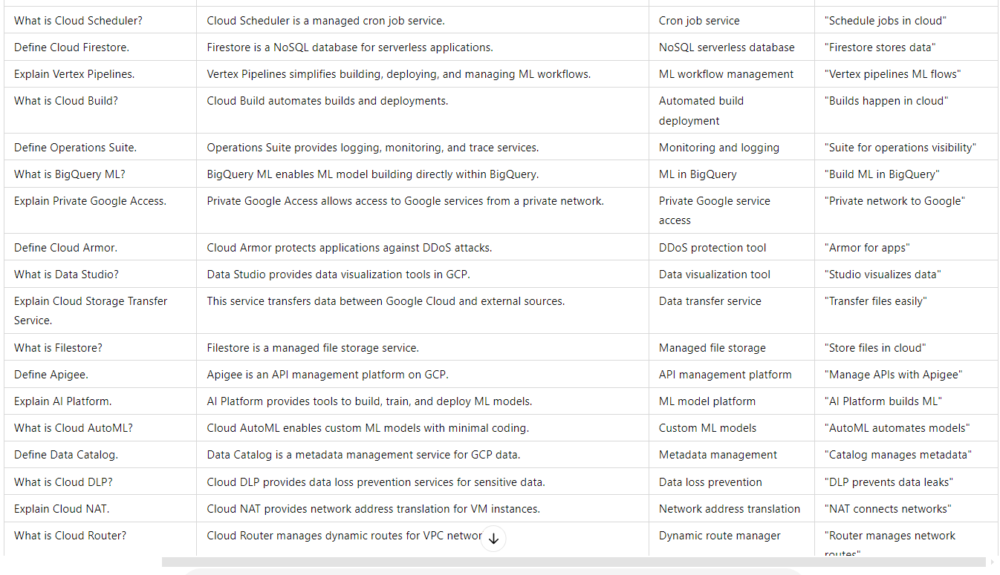 What is Cloud Scheduler? Cloud Scheduler is a managed cron job service. Cron job service "Schedule jobs in cloud"
Define Cloud Firestore. Firestore is a NoSQL database for serverless applications. NoSQL serverless database "Firestore stores data"
Explain Vertex Pipelines. Vertex Pipelines simplifies building, deploying, and managing ML workflows. ML workflow management "Vertex pipelines ML flows"
What is Cloud Build? Cloud Build automates builds and deployments. Automated build "Builds happen in cloud"
deployment
Define Operations Suite. Operations Suite provides logging, monitoring, and trace services. Monitoring and logging "Suite for operations visibility"
What is BigQuery ML? BigQuery ML enables ML model building directly within BigQuery. ML in BigQuery "Build ML in BigQuery"
Explain Private Google Access. Private Google Access allows access to Google services from a private network. Private Google service "Private network to Google"
access
Define Cloud Armor. Cloud Armor protects applications against DDoS attacks. DDoS protection tool "Armor for apps"
What is Data Studio? Data Studio provides data visualization tools in GCP. Data visualization tool "Studio visualizes data"
Explain Cloud Storage Transfer This service transfers data between Google Cloud and external sources. Data transfer service "Transfer files easily"
Service.
What is Filestore? Filestore is a managed file storage service. Managed file storage "Store files in cloud"
Define Apigee. Apigee is an API management platform on GCP. API management platform "Manage APIs with Apigee"
Explain AI Platform. AI Platform provides tools to build, train, and deploy ML models. ML model platform "AI Platform builds ML"
What is Cloud AutoML? Cloud AutoML enables custom ML models with minimal coding. Custom ML models "AutoML automates models"
Define Data Catalog. Data Catalog is a metadata management service for GCP data. Metadata management "Catalog manages metadata"
What is Cloud DLP? Cloud DLP provides data loss prevention services for sensitive data. Data loss prevention "DLP prevents data leaks"
Explain Cloud NAT. Cloud NAT provides network address translation for VM instances. Network address translation "NAT connects networks"
What is Cloud Router? Cloud Router manages dynamic routes for VPC networ Dynamic route manager "Router manages network
routes"